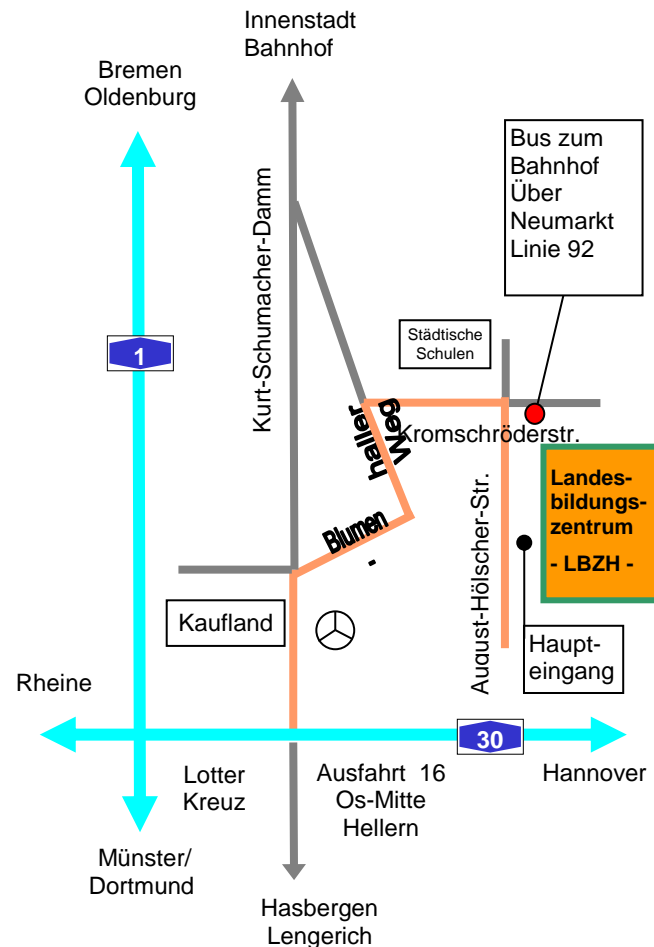 Innenstadt
Bahnhof
Bremen
Oldenburg
Bus zum
Bahnhof
Über
Neumarkt
Linie 92
Kurt-Schumacher-Damm
Städtische
Schulen
1
Blumen
-
haller
Weg
Kromschröderstr.
August-Hölscher-Str.
Landes-
bildungs-
zentrum
- LBZH -
Kaufland
Haupt-
eingang
Rheine
30
Lotter
Kreuz
Ausfahrt 16
Os-Mitte
Hellern
Hannover
Münster/
Dortmund
Hasbergen
Lengerich